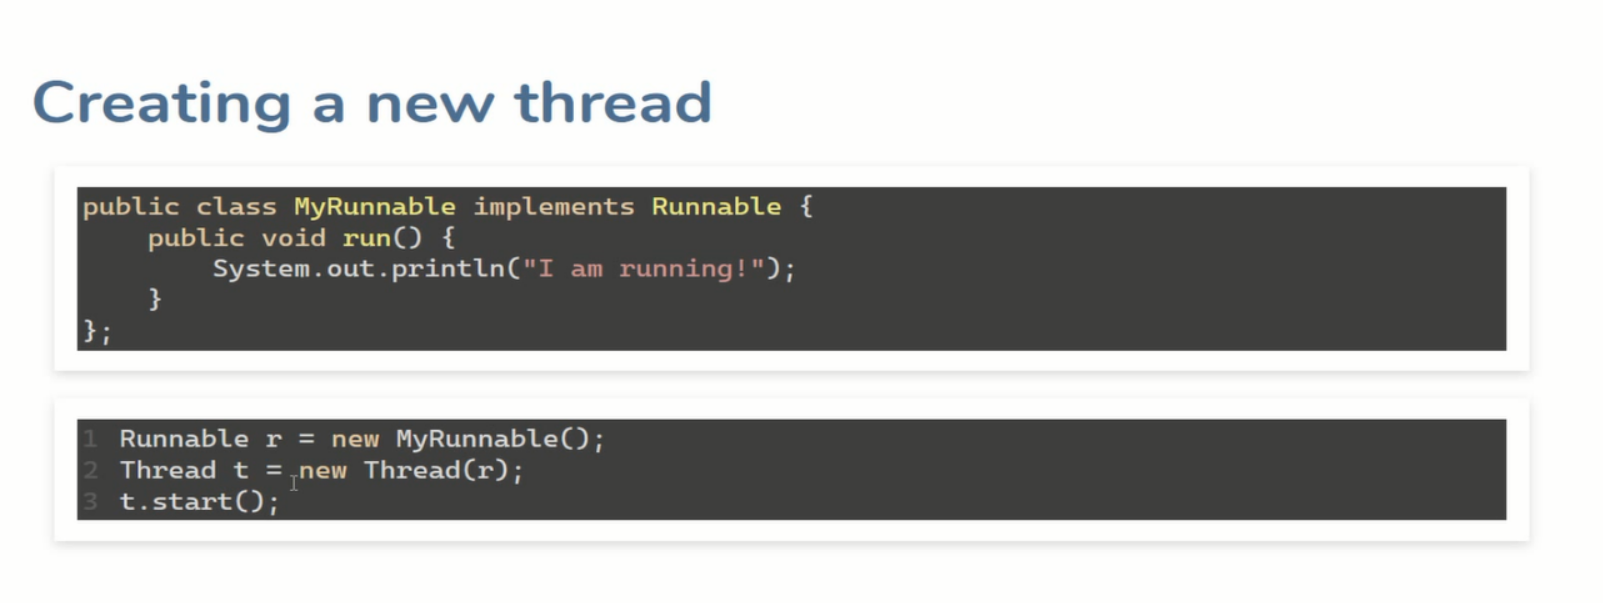 Creating a new thread
public class MyRunnable implements Runnable {
    public void run() {
        System.out.println("I am running!");
    }
};
1 Runnable r = new MyRunnable();
2 Thread t = new Thread(r);
3 t.start();